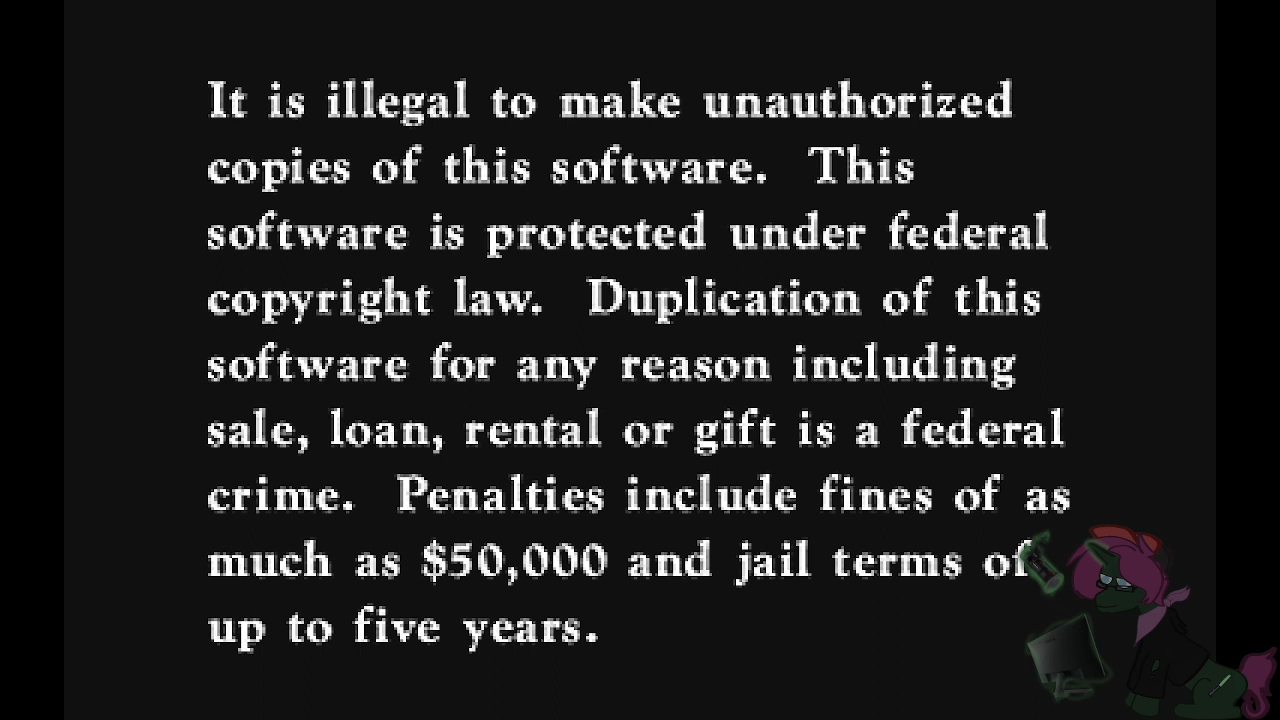 It is illegal to make unauthorized
copies of this software.  This
software is protected under federal
copyright law.  Duplication of this
software for any reason including
sale, loan, rental or gift is a federal
crime.  Penalties include fines of as
much as $50,000 and jail terms of
up to five years.